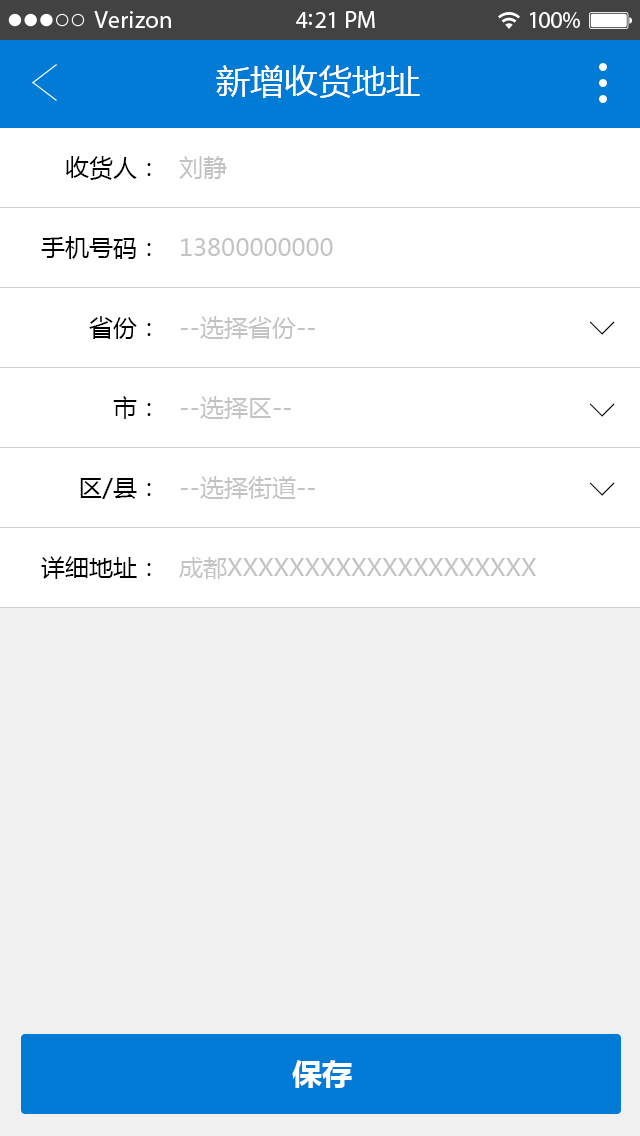 Verizon 4:21 PM 100%
新增收货地址
收货人： 刘静
手机号码： 13800000000
省份： --选择省份--
市： --选择区--
区/县： --选择街道--
详细地址： 成都XXXXXXXXXXXXXXXXXXXX
保存